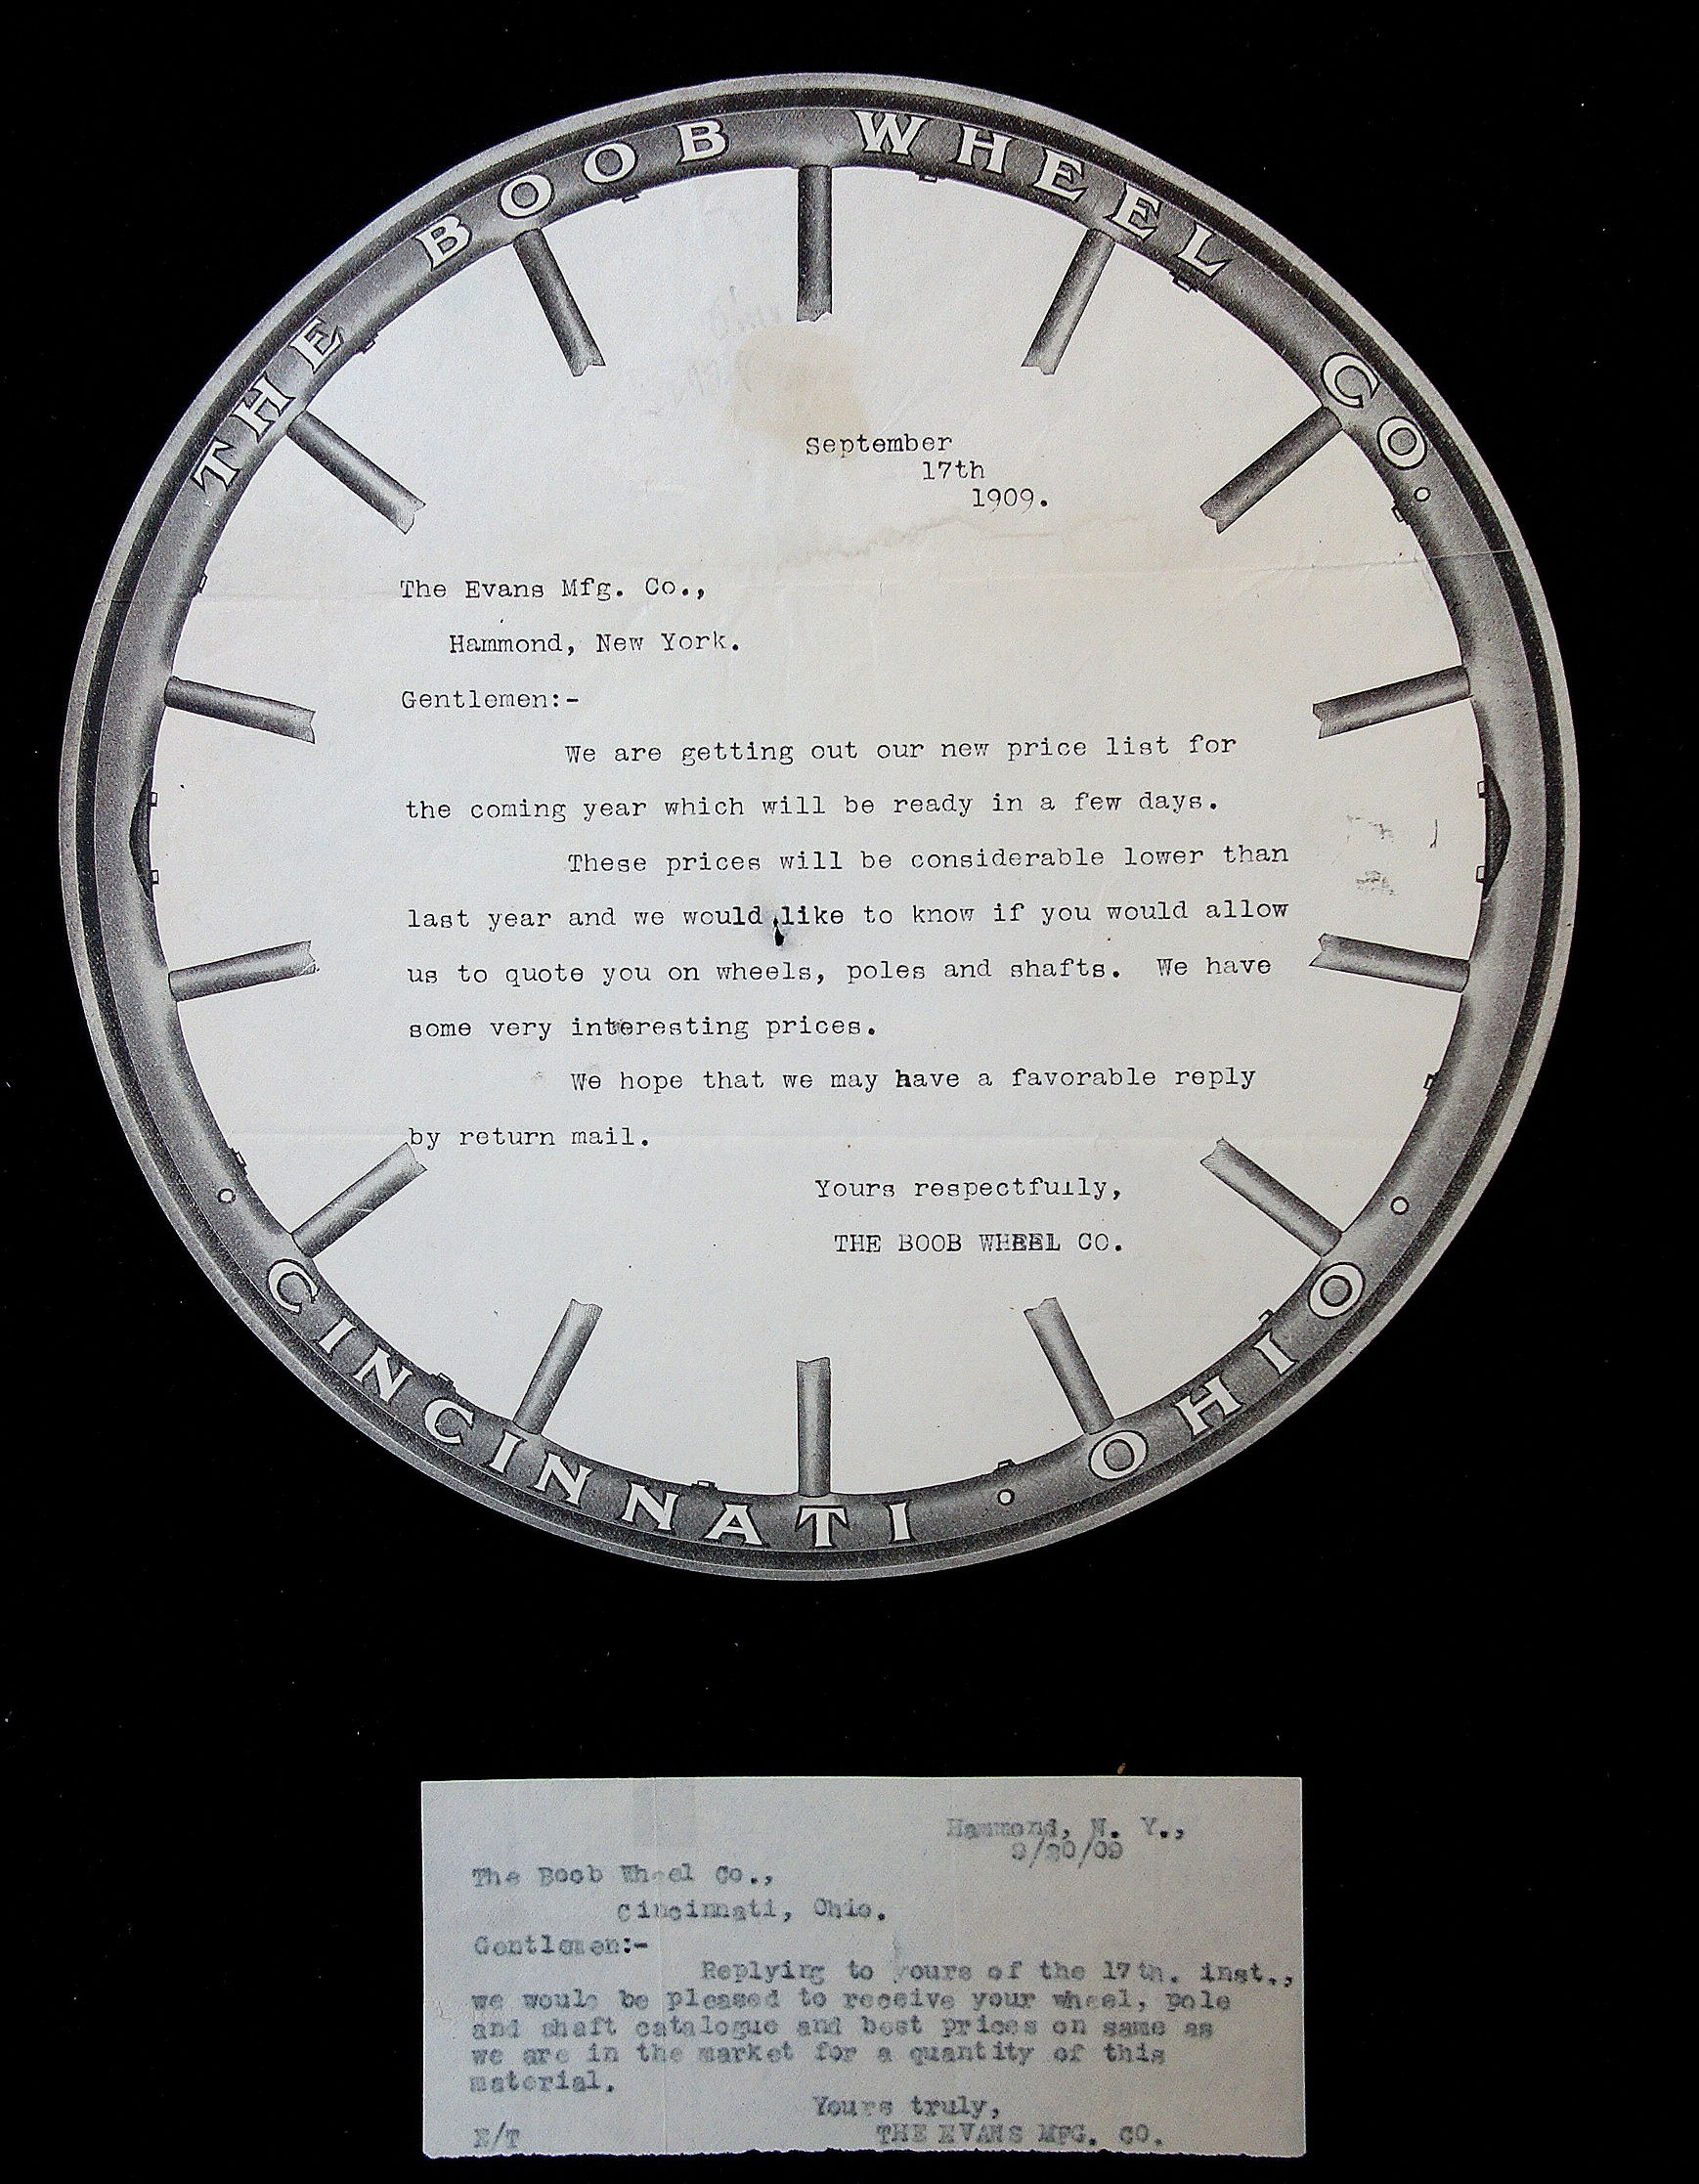 THE BOOB WHEEL CO.
September
17th
1909.
The Evans Mfg. Co.,
Hammond, New York.
Gentlemen:-
We are getting out our new price list for
the coming year which will be ready in a few days.
These prices will be considerable lower than
last year and we would like to know if you would allow
us to quote you on wheels, poles and shafts. We have
some very interesting prices.
We hope that we may have a favorable reply
by return mail.
Yours respectfully,
THE BOOB WHEEL CO.
• CINCINNATI • OHIO •
Hammond, N. Y.,
9/20/09
The Boob Wheel Co.,
Cincinnati, Ohio.
Gentlemen:-
Replying to yours of the 17th. inst.,
we would be pleased to receive your wheel, pole
and shaft catalogue and best prices on same as
we are in the market for a quantity of this
material.
Yours truly,
E/T THE EVANS MFG. CO.